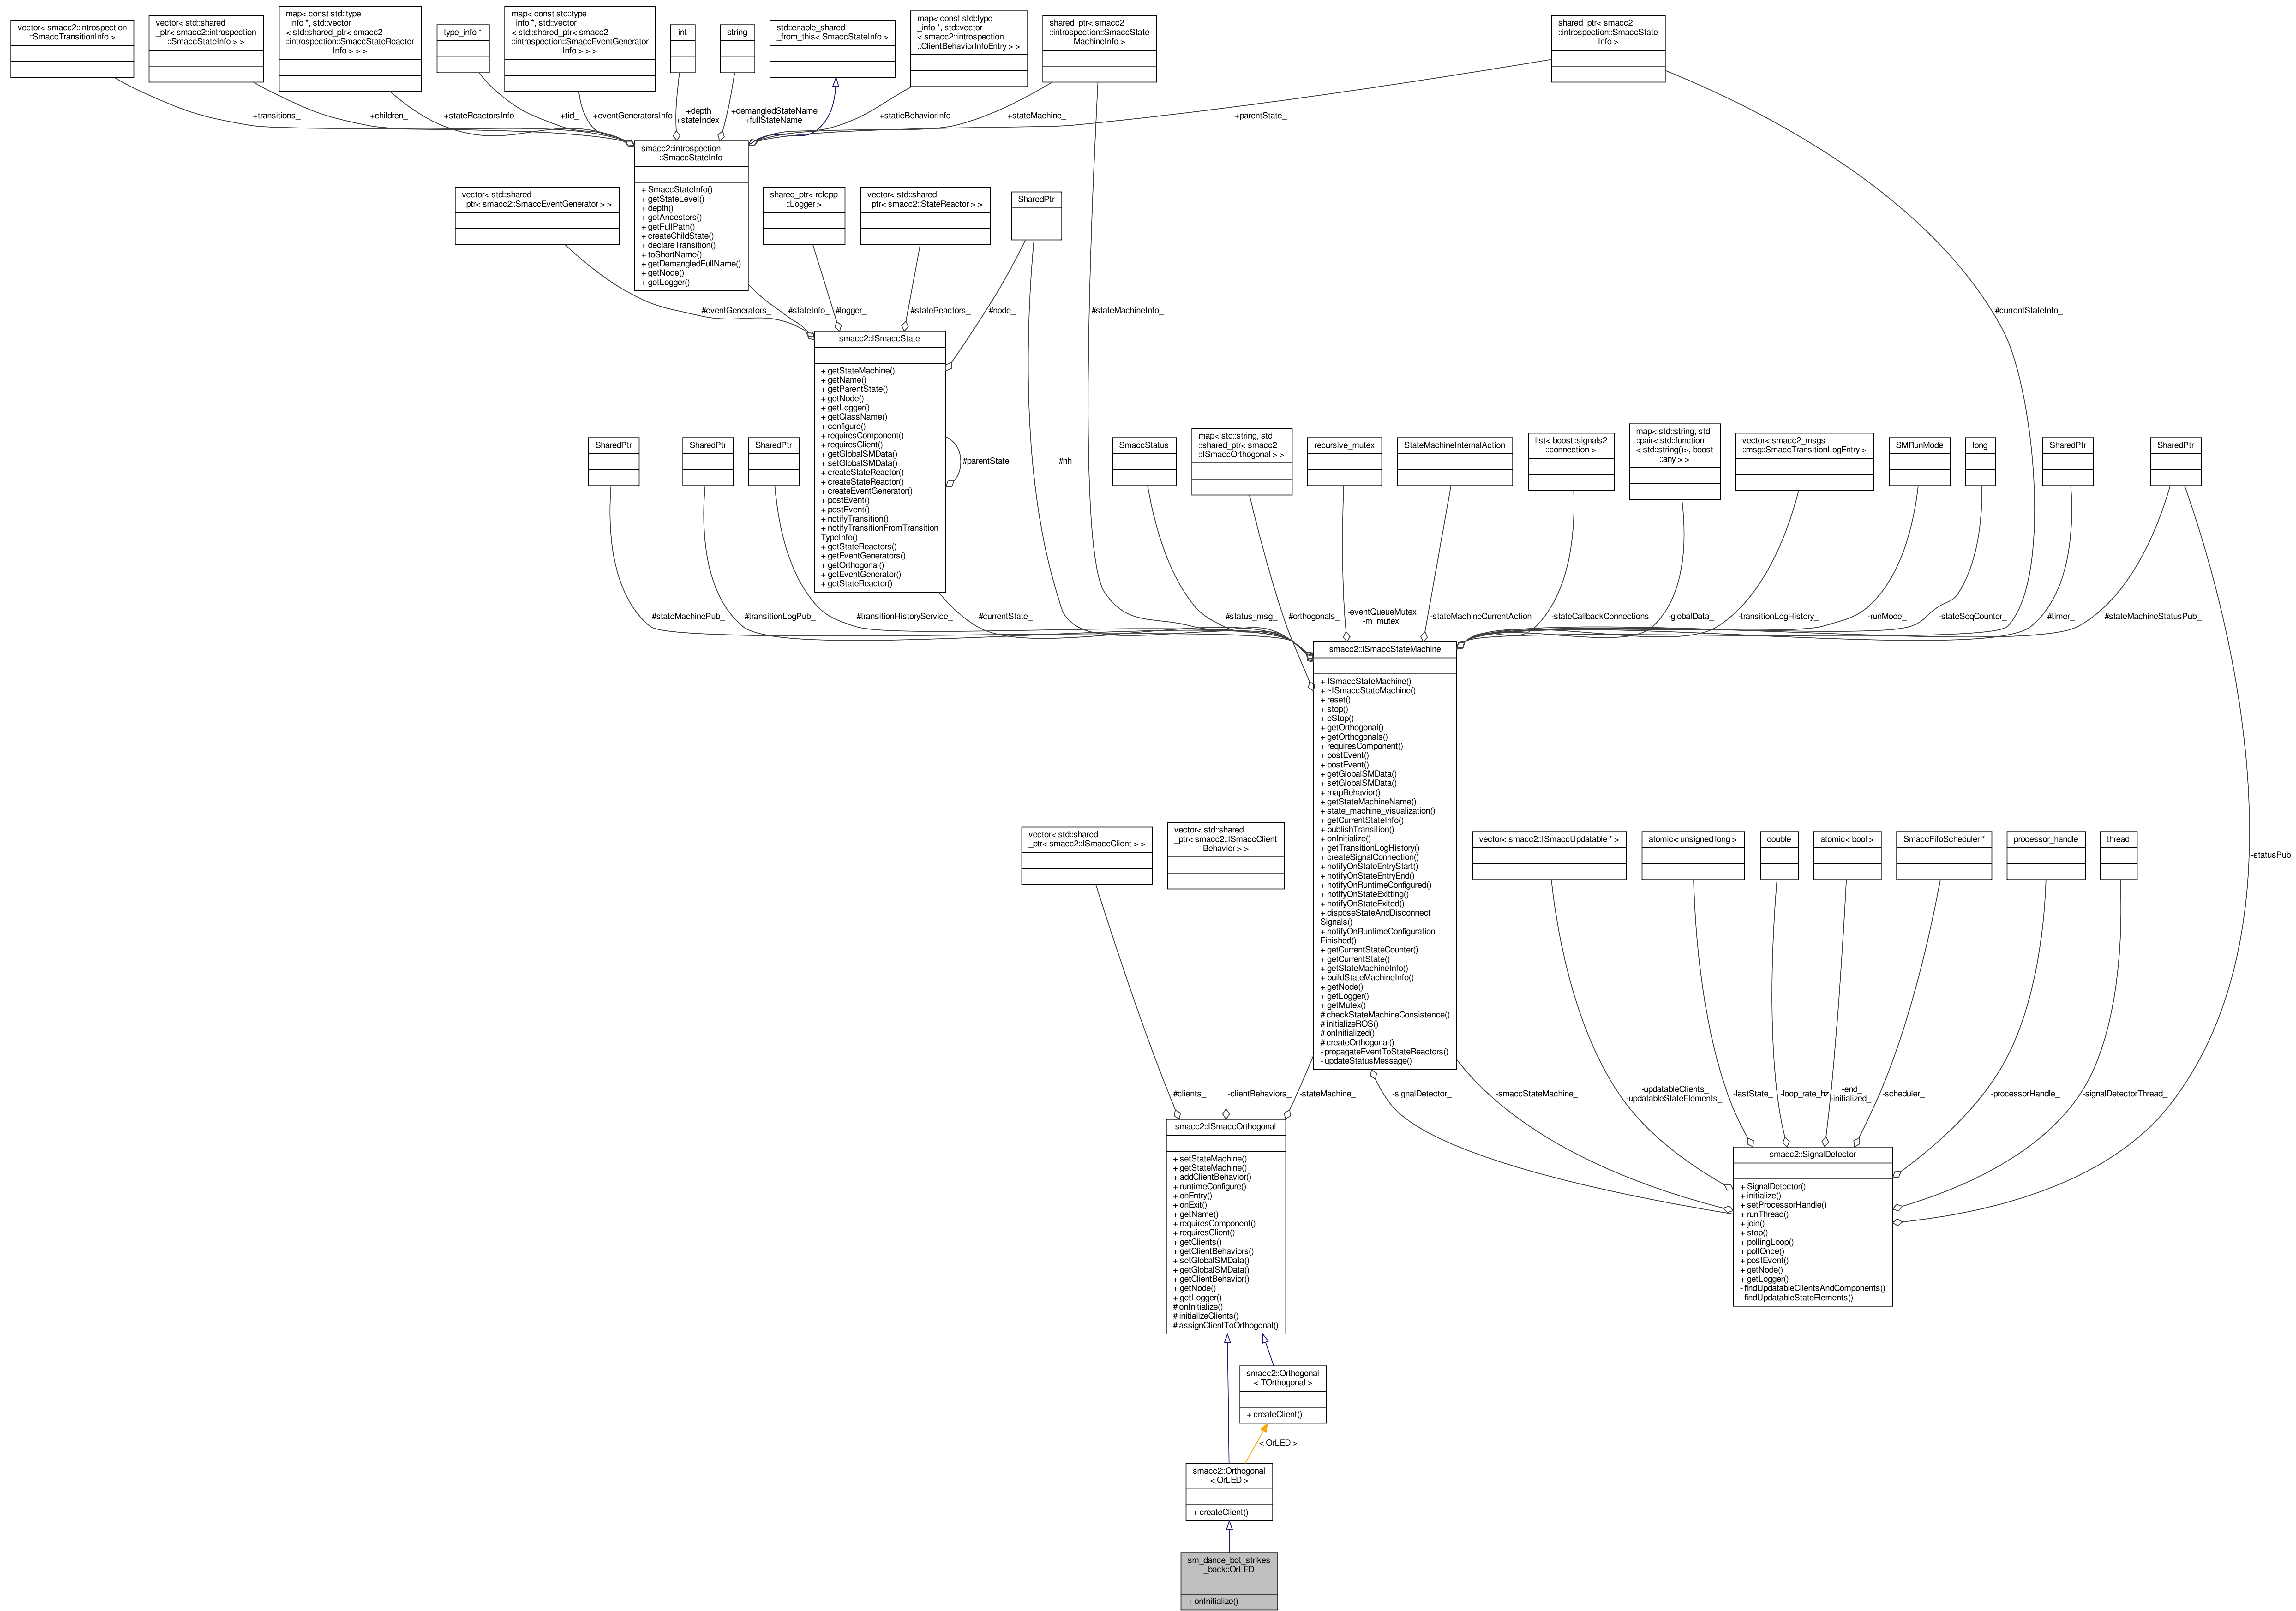 vector< smacc2::introspection
::SmaccTransitionInfo >
vector< std::shared
_ptr< smacc2::introspection
::SmaccStateInfo > >
map< const std::type
_info *, std::vector
< std::shared_ptr< smacc2
::introspection::SmaccStateReactor
Info > > >
type_info *
map< const std::type
_info *, std::vector
< std::shared_ptr< smacc2
::introspection::SmaccEventGenerator
Info > > >
int
string
std::enable_shared
_from_this< SmaccStateInfo >
map< const std::type
_info *, std::vector
< smacc2::introspection
::ClientBehaviorInfoEntry > >
shared_ptr< smacc2
::introspection::SmaccState
MachineInfo >
shared_ptr< smacc2
::introspection::SmaccState
Info >
+transitions_
+children_
+stateReactorsInfo
+tid_
+eventGeneratorsInfo
+depth_
+stateIndex_
+demangledStateName
+fullStateName
+staticBehaviorInfo
+stateMachine_
+parentState_
smacc2::introspection
::SmaccStateInfo
+ SmaccStateInfo()
+ getStateLevel()
+ depth()
+ getAncestors()
+ getFullPath()
+ createChildState()
+ declareTransition()
+ toShortName()
+ getDemangledFullName()
+ getNode()
+ getLogger()
vector< std::shared
_ptr< smacc2::SmaccEventGenerator > >
shared_ptr< rclcpp
::Logger >
vector< std::shared
_ptr< smacc2::StateReactor > >
SharedPtr
#eventGenerators_
#stateInfo_
#logger_
#stateReactors_
#node_
#stateMachineInfo_
#currentStateInfo_
smacc2::ISmaccState
+ getStateMachine()
+ getName()
+ getParentState()
+ getNode()
+ getLogger()
+ getClassName()
+ configure()
+ requiresComponent()
+ requiresClient()
+ getGlobalSMData()
+ setGlobalSMData()
+ createStateReactor()
+ createStateReactor()
+ createEventGenerator()
+ postEvent()
+ postEvent()
+ notifyTransition()
+ notifyTransitionFromTransition
TypeInfo()
+ getStateReactors()
+ getEventGenerators()
+ getOrthogonal()
+ getEventGenerator()
+ getStateReactor()
#parentState_
#nh_
SharedPtr
SharedPtr
SharedPtr
SmaccStatus
map< std::string, std
::shared_ptr< smacc2
::ISmaccOrthogonal > >
recursive_mutex
StateMachineInternalAction
list< boost::signals2
::connection >
map< std::string, std
::pair< std::function
< std::string()>, boost
::any > >
vector< smacc2_msgs
::msg::SmaccTransitionLogEntry >
SMRunMode
long
SharedPtr
SharedPtr
#stateMachinePub_
#transitionLogPub_
#transitionHistoryService_
#currentState_
#status_msg_
#orthogonals_
-eventQueueMutex_
-m_mutex_
-stateMachineCurrentAction
-stateCallbackConnections
-globalData_
-transitionLogHistory_
-runMode_
-stateSeqCounter_
#timer_
#stateMachineStatusPub_
smacc2::ISmaccStateMachine
+ ISmaccStateMachine()
+ ~ISmaccStateMachine()
+ reset()
+ stop()
+ eStop()
+ getOrthogonal()
+ getOrthogonals()
+ requiresComponent()
+ postEvent()
+ postEvent()
+ getGlobalSMData()
+ setGlobalSMData()
+ mapBehavior()
+ getStateMachineName()
+ state_machine_visualization()
+ getCurrentStateInfo()
+ publishTransition()
+ onInitialize()
+ getTransitionLogHistory()
+ createSignalConnection()
+ notifyOnStateEntryStart()
+ notifyOnStateEntryEnd()
+ notifyOnRuntimeConfigured()
+ notifyOnStateExitting()
+ notifyOnStateExited()
+ disposeStateAndDisconnect
Signals()
+ notifyOnRuntimeConfiguration
Finished()
+ getCurrentStateCounter()
+ getCurrentState()
+ getStateMachineInfo()
+ buildStateMachineInfo()
+ getNode()
+ getLogger()
+ getMutex()
# checkStateMachineConsistence()
# initializeROS()
# onInitialized()
# createOrthogonal()
- propagateEventToStateReactors()
- updateStatusMessage()
vector< std::shared
_ptr< smacc2::ISmaccClient > >
vector< std::shared
_ptr< smacc2::ISmaccClient
Behavior > >
vector< smacc2::ISmaccUpdatable * >
atomic< unsigned long >
double
atomic< bool >
SmaccFifoScheduler *
processor_handle
thread
-statusPub_
#clients_
-clientBehaviors_
-stateMachine_
-signalDetector_
-smaccStateMachine_
-updatableClients_
-updatableStateElements_
-lastState_
-loop_rate_hz
-end_
-initialized_
-scheduler_
-processorHandle_
-signalDetectorThread_
smacc2::ISmaccOrthogonal
+ setStateMachine()
+ getStateMachine()
+ addClientBehavior()
+ runtimeConfigure()
+ onEntry()
+ onExit()
+ getName()
+ requiresComponent()
+ requiresClient()
+ getClients()
+ getClientBehaviors()
+ setGlobalSMData()
+ getGlobalSMData()
+ getClientBehavior()
+ getNode()
+ getLogger()
# onInitialize()
# initializeClients()
# assignClientToOrthogonal()
smacc2::SignalDetector
+ SignalDetector()
+ initialize()
+ setProcessorHandle()
+ runThread()
+ join()
+ stop()
+ pollingLoop()
+ pollOnce()
+ postEvent()
+ getNode()
+ getLogger()
- findUpdatableClientsAndComponents()
- findUpdatableStateElements()
smacc2::Orthogonal
< TOrthogonal >
+ createClient()
< OrLED >
smacc2::Orthogonal
< OrLED >
+ createClient()
sm_dance_bot_strikes
_back::OrLED
+ onInitialize()